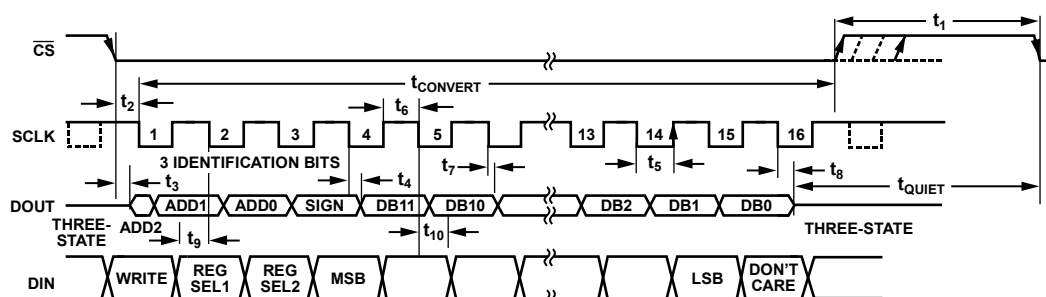 t1
CS
tCONVERT
t2
t6
SCLK
1 2 3 4 5 13 14 15 16
3 IDENTIFICATION BITS
t7 t5 t8
t3 t4 tQUIET
DOUT
ADD1 ADD0 SIGN DB11 DB10 DB2 DB1 DB0
THREE-
STATE
ADD2
THREE-STATE
t9 t10
DIN
WRITE
REG
SEL1
REG
SEL2
MSB
LSB
DON'T
CARE